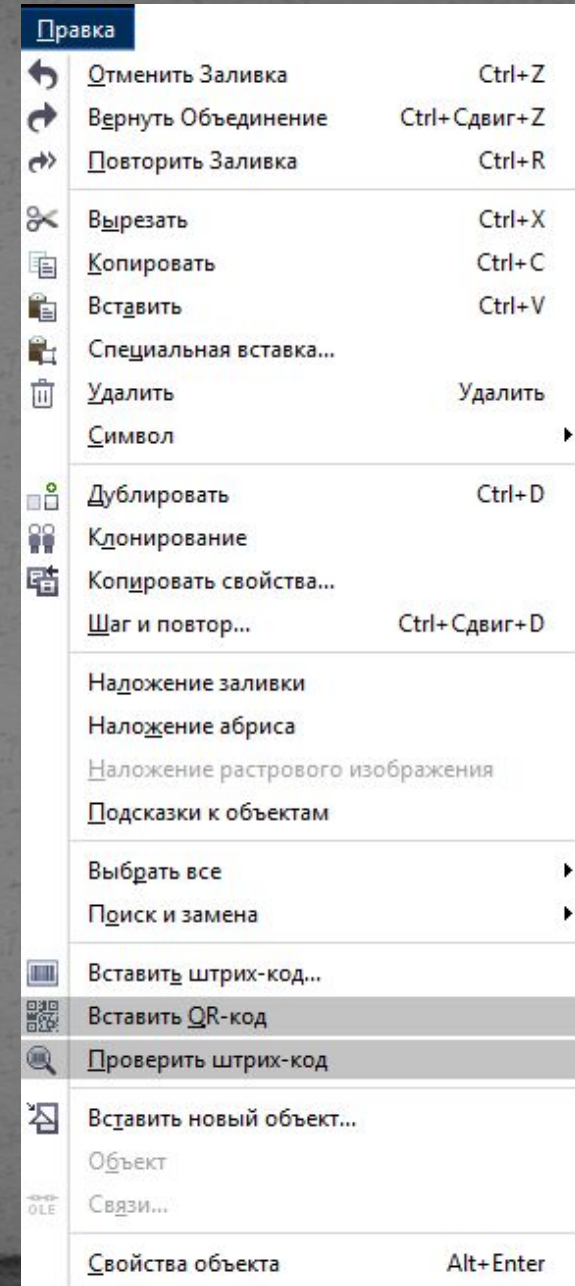 Правка
Отменить Заливка Ctrl+Z
Вернуть Объединение Ctrl+Сдвиг+Z
Повторить Заливка Ctrl+R
Вырезать Ctrl+X
Копировать Ctrl+C
Вставить Ctrl+V
Специальная вставка...
Удалить Удалить
Символ
Дублировать Ctrl+D
Клонирование
Копировать свойства...
Шаг и повтор... Ctrl+Сдвиг+D
Наложение заливки
Наложение абриса
Наложение растрового изображения
Подсказки к объектам
Выбрать все
Поиск и замена
Вставить штрих-код...
Вставить QR-код
Проверить штрих-код
Вставить новый объект...
Объект
OLE Связи...
Свойства объекта Alt+Enter